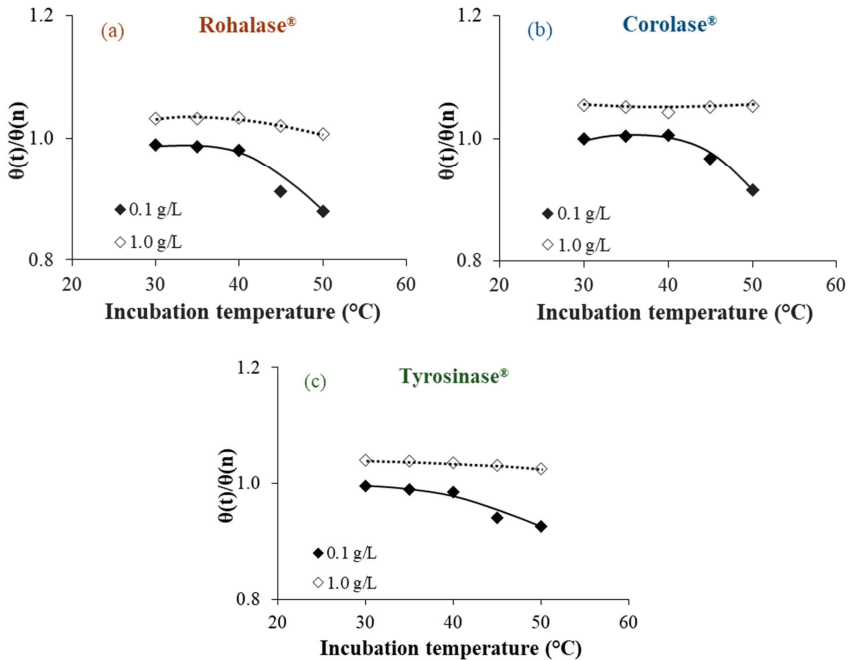 (a) Rohalase®
1.2
1.0
0.8
θ(t)/θ(n)
0.1 g/L
1.0 g/L
20 30 40 50 60
Incubation temperature (°C)
(b) Corolase®
1.2
1.0
0.8
θ(t)/θ(n)
0.1 g/L
1.0 g/L
20 30 40 50 60
Incubation temperature (°C)
(c) Tyrosinase®
1.2
1.0
0.8
θ(t)/θ(n)
0.1 g/L
1.0 g/L
20 30 40 50 60
Incubation temperature (°C)